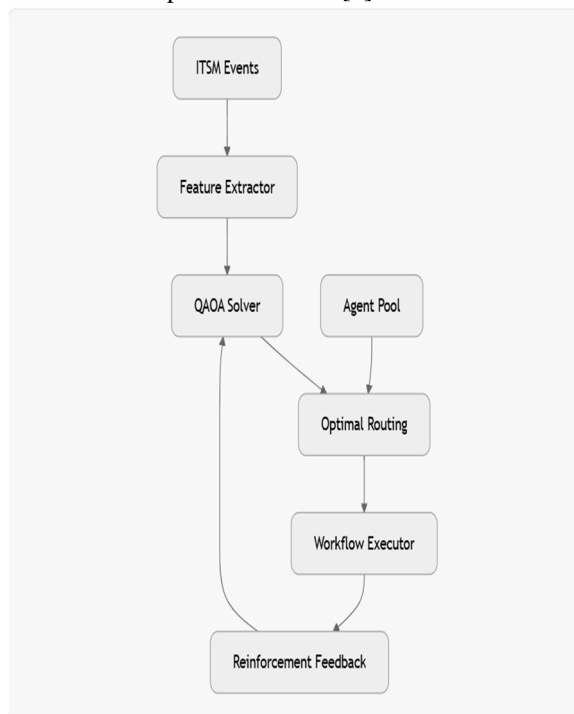 ITSM Events
Feature Extractor
QAOA Solver
Agent Pool
Optimal Routing
Workflow Executor
Reinforcement Feedback